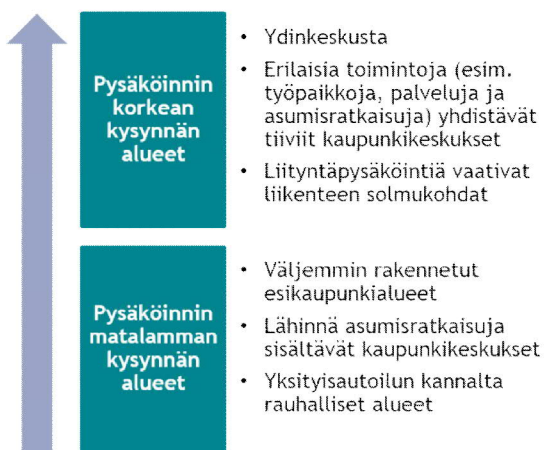 Pysäköinnin
korkean
kysynnän
alueet
• Ydinkeskusta
• Erilaisia toimintoja (esim.
työpaikkoja, palveluja ja
asumisratkaisuja) yhdistävät
tiiviit kaupunkikeskukset
• Liityntäpysäköintiä vaativat
liikenteen solmukohdat
Pysäköinnin
matalamman
kysynnän
alueet
• Väljemmin rakennetut
esikaupunkialueet
• Lähinnä asumisratkaisuja
sisältävät kaupunkikeskukset
• Yksityisautoilun kannalta
rauhalliset alueet